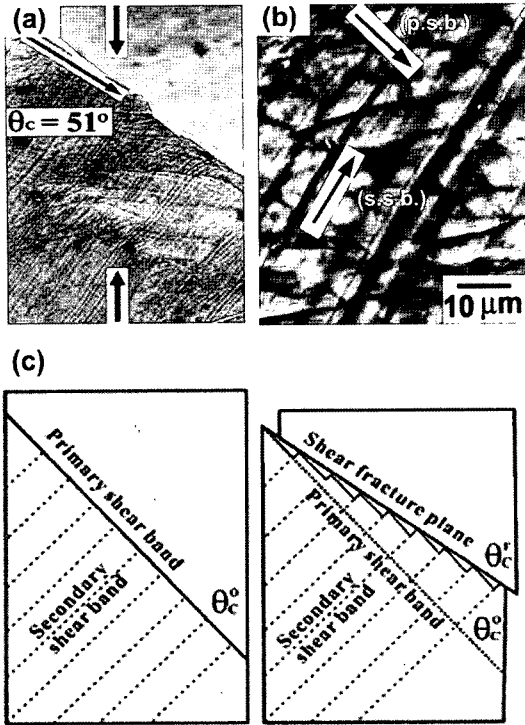 (a)
θc = 51°
(b)
(p.s.b.)
(s.s.b.)
10 μm
(c)
Primary shear band
Secondary
shear band
θc°
Shear fracture plane
Primary shear band
Secondary
shear band
θcʳ
θc°